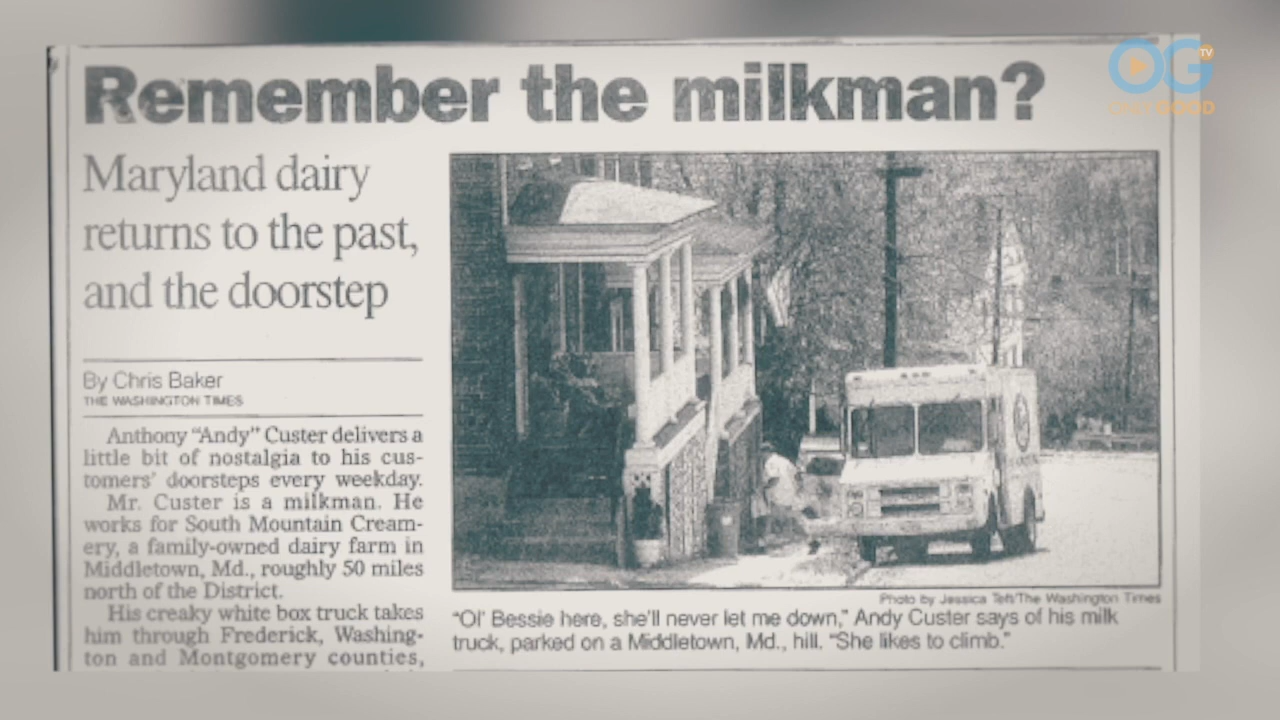 Remember the milkman?
OG TV
ONLY GOOD
Maryland dairy
returns to the past,
and the doorstep
By Chris Baker
THE WASHINGTON TIMES
Anthony “Andy” Custer delivers a
little bit of nostalgia to his cus-
tomers’ doorsteps every weekday.
Mr. Custer is a milkman. He
works for South Mountain Cream-
ery, a family-owned dairy farm in
Middletown, Md., roughly 50 miles
north of the District.
His creaky white box truck takes
him through Frederick, Washing-
ton and Montgomery counties,
Photo by Jessica Tefft/The Washington Times
“Ol’ Bessie here, she’ll never let me down,” Andy Custer says of his milk
truck, parked on a Middletown, Md., hill. “She likes to climb.”